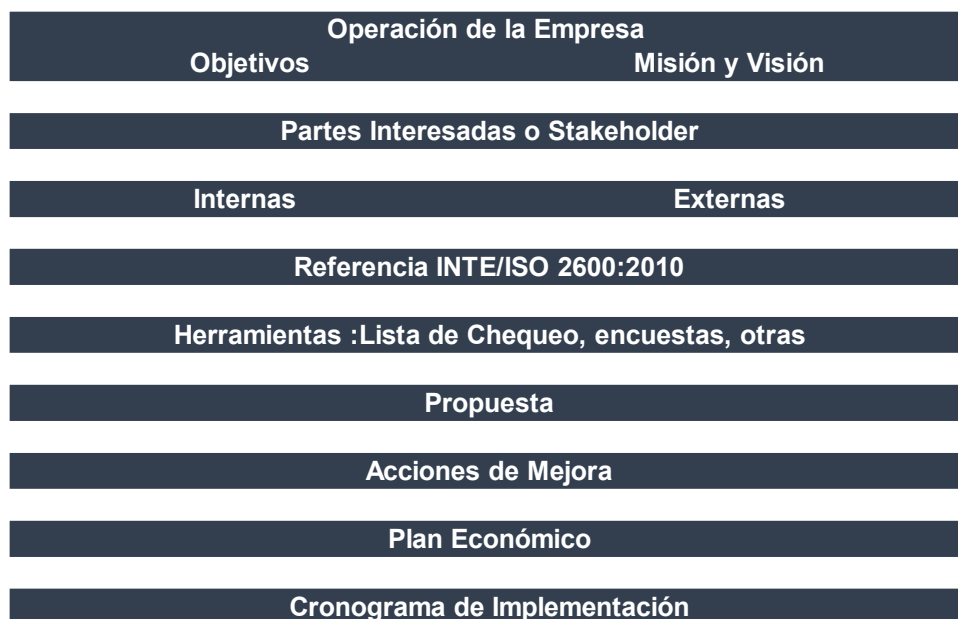 Operación de la Empresa
Objetivos Misión y Visión
Partes Interesadas o Stakeholder
Internas Externas
Referencia INTE/ISO 2600:2010
Herramientas :Lista de Chequeo, encuestas, otras
Propuesta
Acciones de Mejora
Plan Económico
Cronograma de Implementación